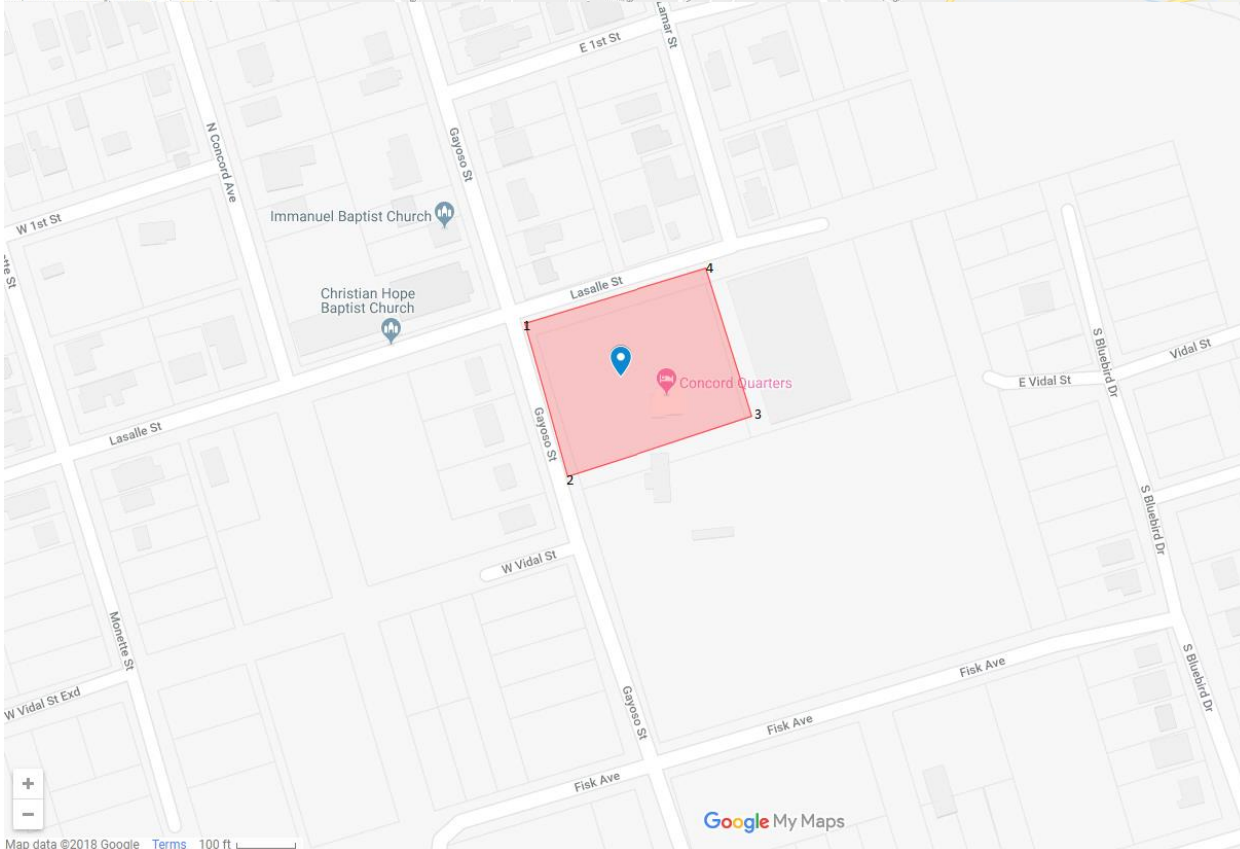 E 1st St
Lamar St
N Concord Ave
Gayoso St
W 1st St
Immanuel Baptist Church
Christian Hope
Baptist Church
Lasalle St
4
1
Concord Quarters
3
2
Gayoso St
Lasalle St
S Bluebird Dr
Vidal St
E Vidal St
S Bluebird Dr
W Vidal St
Monette St
W Vidal St Exd
Gayoso St
Fisk Ave
S Bluebird Dr
Fisk Ave
Fisk Ave
+
−
Google My Maps
Map data ©2018 Google Terms 100 ft